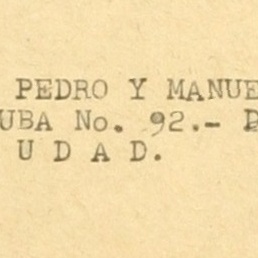 PEDRO Y MANUE
UBA No. 92.-
U D A D.